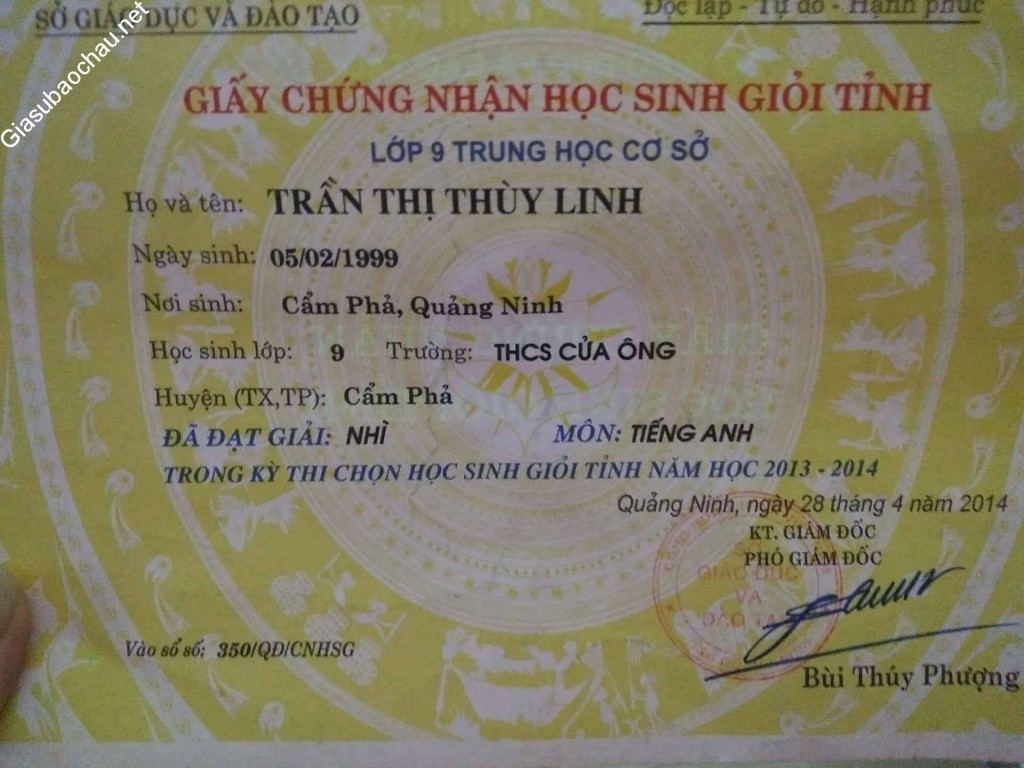 Giasubaochau.net
SỞ GIÁO DỤC VÀ ĐÀO TẠO
Độc lập - Tự do - Hạnh phúc
GIẤY CHỨNG NHẬN HỌC SINH GIỎI TỈNH
LỚP 9 TRUNG HỌC CƠ SỞ
Họ và tên: TRẦN THỊ THÙY LINH
Ngày sinh: 05/02/1999
Nơi sinh: Cẩm Phả, Quảng Ninh
Học sinh lớp: 9 Trường: THCS CỬA ÔNG
Huyện (TX,TP): Cẩm Phả
ĐÃ ĐẠT GIẢI: NHÌ MÔN: TIẾNG ANH
TRONG KỲ THI CHỌN HỌC SINH GIỎI TỈNH NĂM HỌC 2013 - 2014
Quảng Ninh, ngày 28 tháng 4 năm 2014
KT. GIÁM ĐỐC
PHÓ GIÁM ĐỐC
GIÁO DỤC
VÀ
ĐÀO TẠO
Vào sổ số: 350/QĐ/CNHSG
Bùi Thúy Phượng